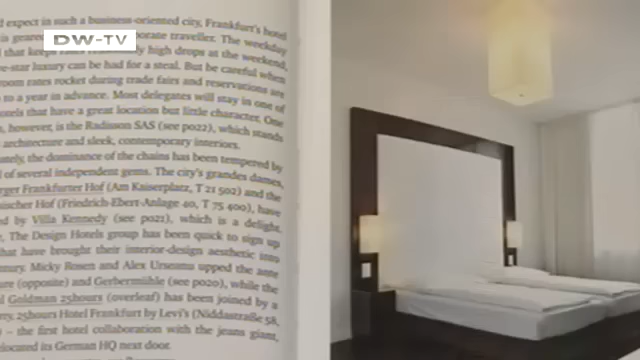 DW-TV
d expect in such a business-oriented city, Frankfurt's hotel
is geared orate traveller. The weekday
l that keeps high drops at the weekend,
e-star luxury can be had for a steal. But be careful when
room rates rocket during trade fairs and reservations are
to a year in advance. Most delegates will stay in one of
otels that have a great location but little character. One
n, however, is the Radisson SAS (see p022), which stands
architecture and sleek, contemporary interiors.
ately, the dominance of the chains has been tempered by
l of several independent gems. The city's grandes dames,
rger Frankfurter Hof (Am Kaiserplatz, T 21 502) and the
ischer Hof (Friedrich-Ebert-Anlage 40, T 75 400), have
ed by Villa Kennedy (see p021), which is a delight.
r, The Design Hotels group has been quick to sign up
that have brought their interior-design aesthetic into
ntury. Micky Rosen and Alex Urseanu upped the ante
ure (opposite) and Gerbermühle (see p020), while the
l Goldman 25hours (overleaf) has been joined by a
rty, 25hours Hotel Frankfurt by Levi's (Niddastraße 58,
– the first hotel collaboration with the jeans giant,
located its German HQ next door.